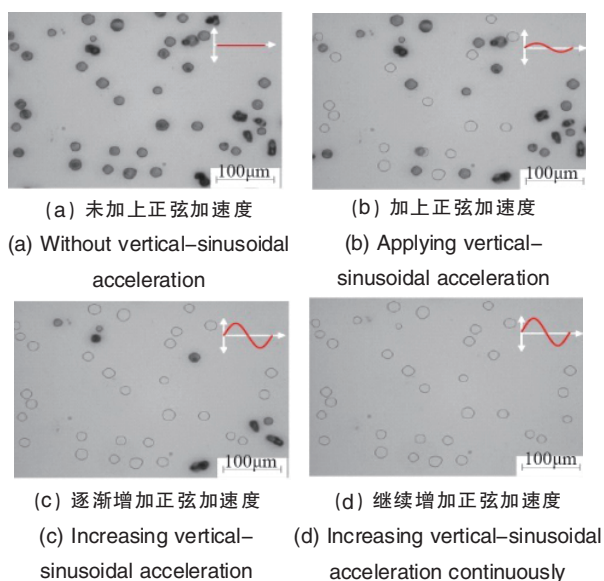 100μm
100μm
(a) 未加上正弦加速度
(b) 加上正弦加速度
(a) Without vertical–sinusoidal
acceleration
(b) Applying vertical–
sinusoidal acceleration
100μm
100μm
(c) 逐渐增加正弦加速度
(d) 继续增加正弦加速度
(c) Increasing vertical–
sinusoidal acceleration
(d) Increasing vertical–sinusoidal
acceleration continuously